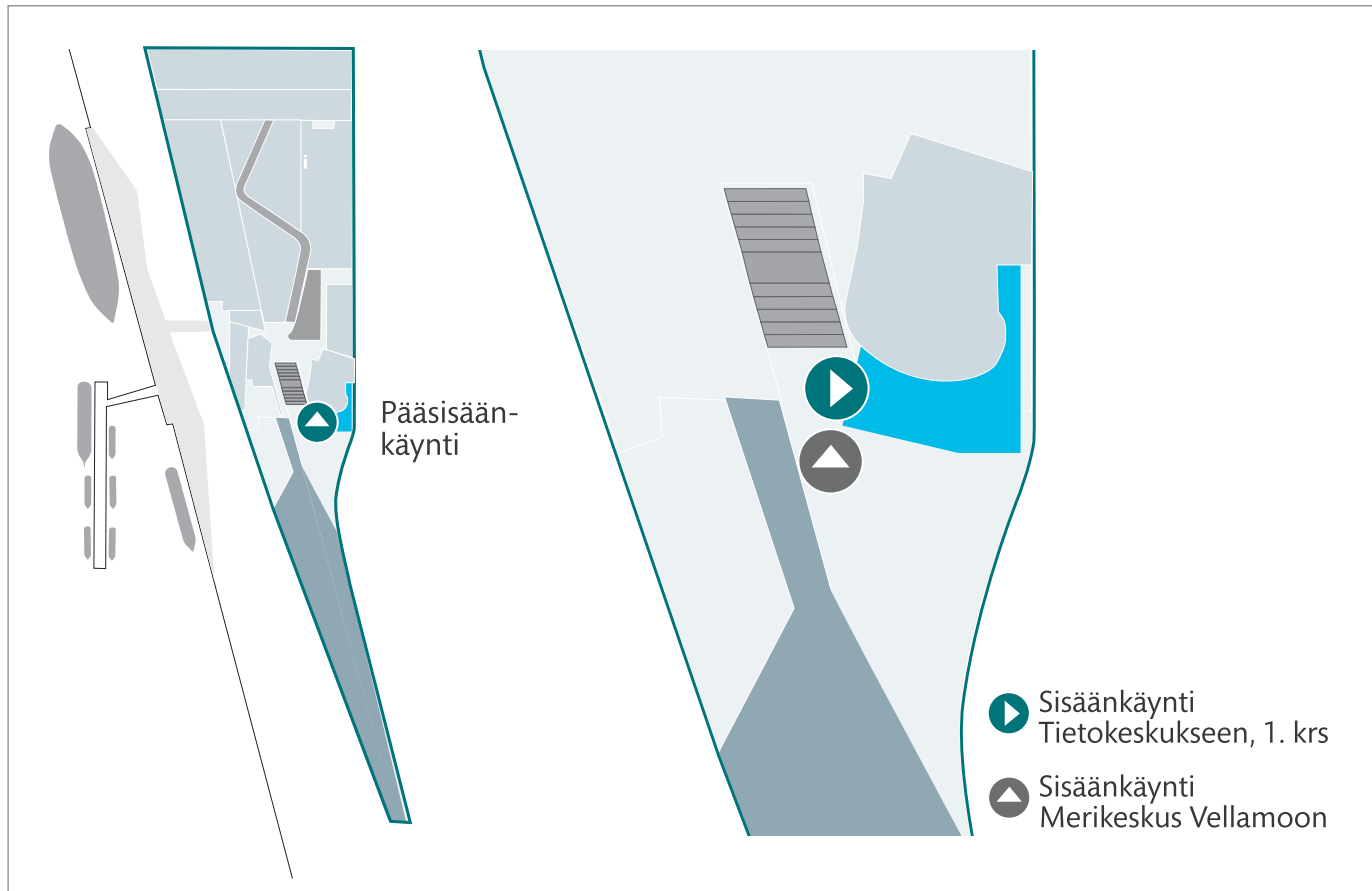 i
Pääsisään-
käynti
Sisäänkäynti
Tietokeskukseen, 1. krs
Sisäänkäynti
Merikeskus Vellamoon